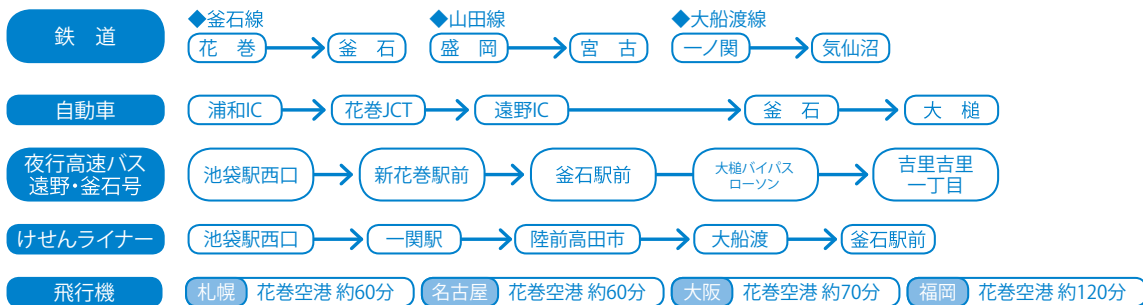 鉄　道
◆釜石線
花　巻 釜　石
◆山田線
盛　岡 宮　古
◆大船渡線
一ノ関 気仙沼
自動車
浦和IC 花巻JCT 遠野IC 釜　石 大　槌
夜行高速バス
遠野・釜石号
池袋駅西口 新花巻駅前 釜石駅前
大槌バイパス
ローソン
吉里吉里
一丁目
けせんライナー
池袋駅西口 一関駅 陸前高田市 大船渡 釜石駅前
飛行機
札幌 花巻空港 約60分 名古屋 花巻空港 約60分 大阪 花巻空港 約70分 福岡 花巻空港 約120分